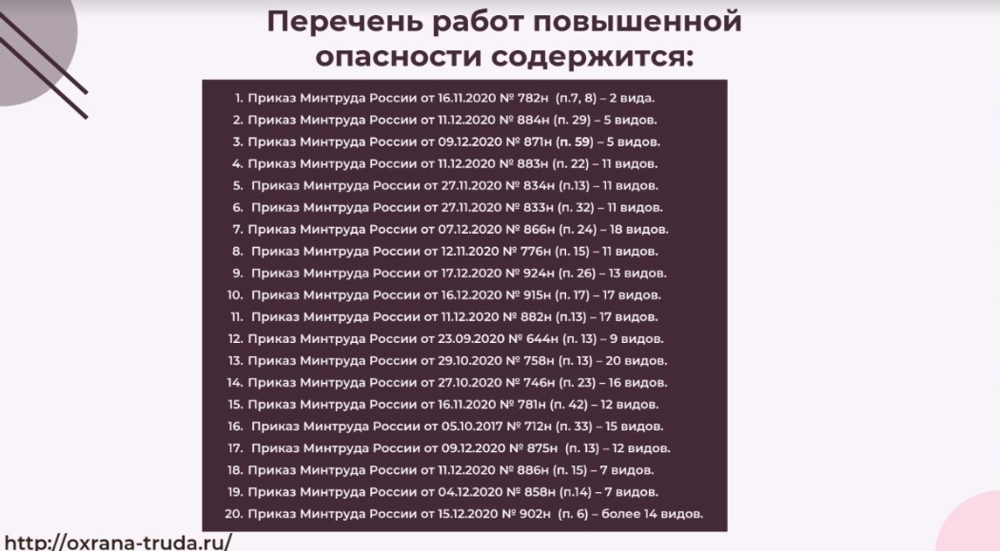 Перечень работ повышенной
опасности содержится:
1. Приказ Минтруда России от 16.11.2020 № 782н (п.7, 8) – 2 вида.
2. Приказ Минтруда России от 11.12.2020 № 884н (п. 29) – 5 видов.
3. Приказ Минтруда России от 09.12.2020 № 871н (п. 59) – 5 видов.
4. Приказ Минтруда России от 11.12.2020 № 883н (п. 22) – 11 видов.
5. Приказ Минтруда России от 27.11.2020 № 834н (п.13) – 11 видов.
6. Приказ Минтруда России от 27.11.2020 № 833н (п. 32) – 11 видов.
7. Приказ Минтруда России от 07.12.2020 № 866н (п. 24) – 18 видов.
8. Приказ Минтруда России от 12.11.2020 № 776н (п. 15) – 11 видов.
9. Приказ Минтруда России от 17.12.2020 № 924н (п. 26) – 13 видов.
10. Приказ Минтруда России от 16.12.2020 № 915н (п. 17) – 17 видов.
11. Приказ Минтруда России от 11.12.2020 № 882н (п.13) – 17 видов.
12. Приказ Минтруда России от 23.09.2020 № 644н (п. 13) – 9 видов.
13. Приказ Минтруда России от 29.10.2020 № 758н (п. 13) – 20 видов.
14. Приказ Минтруда России от 27.10.2020 № 746н (п. 23) – 16 видов.
15. Приказ Минтруда России от 16.11.2020 № 781н (п. 42) – 12 видов.
16. Приказ Минтруда России от 05.10.2017 № 712н (п. 33) – 15 видов.
17. Приказ Минтруда России от 09.12.2020 № 875н (п. 13) – 12 видов.
18. Приказ Минтруда России от 11.12.2020 № 886н (п. 15) – 7 видов.
19. Приказ Минтруда России от 04.12.2020 № 858н (п.14) – 7 видов.
20. Приказ Минтруда России от 15.12.2020 № 902н (п. 6) – более 14 видов.
http://oxrana-truda.ru/